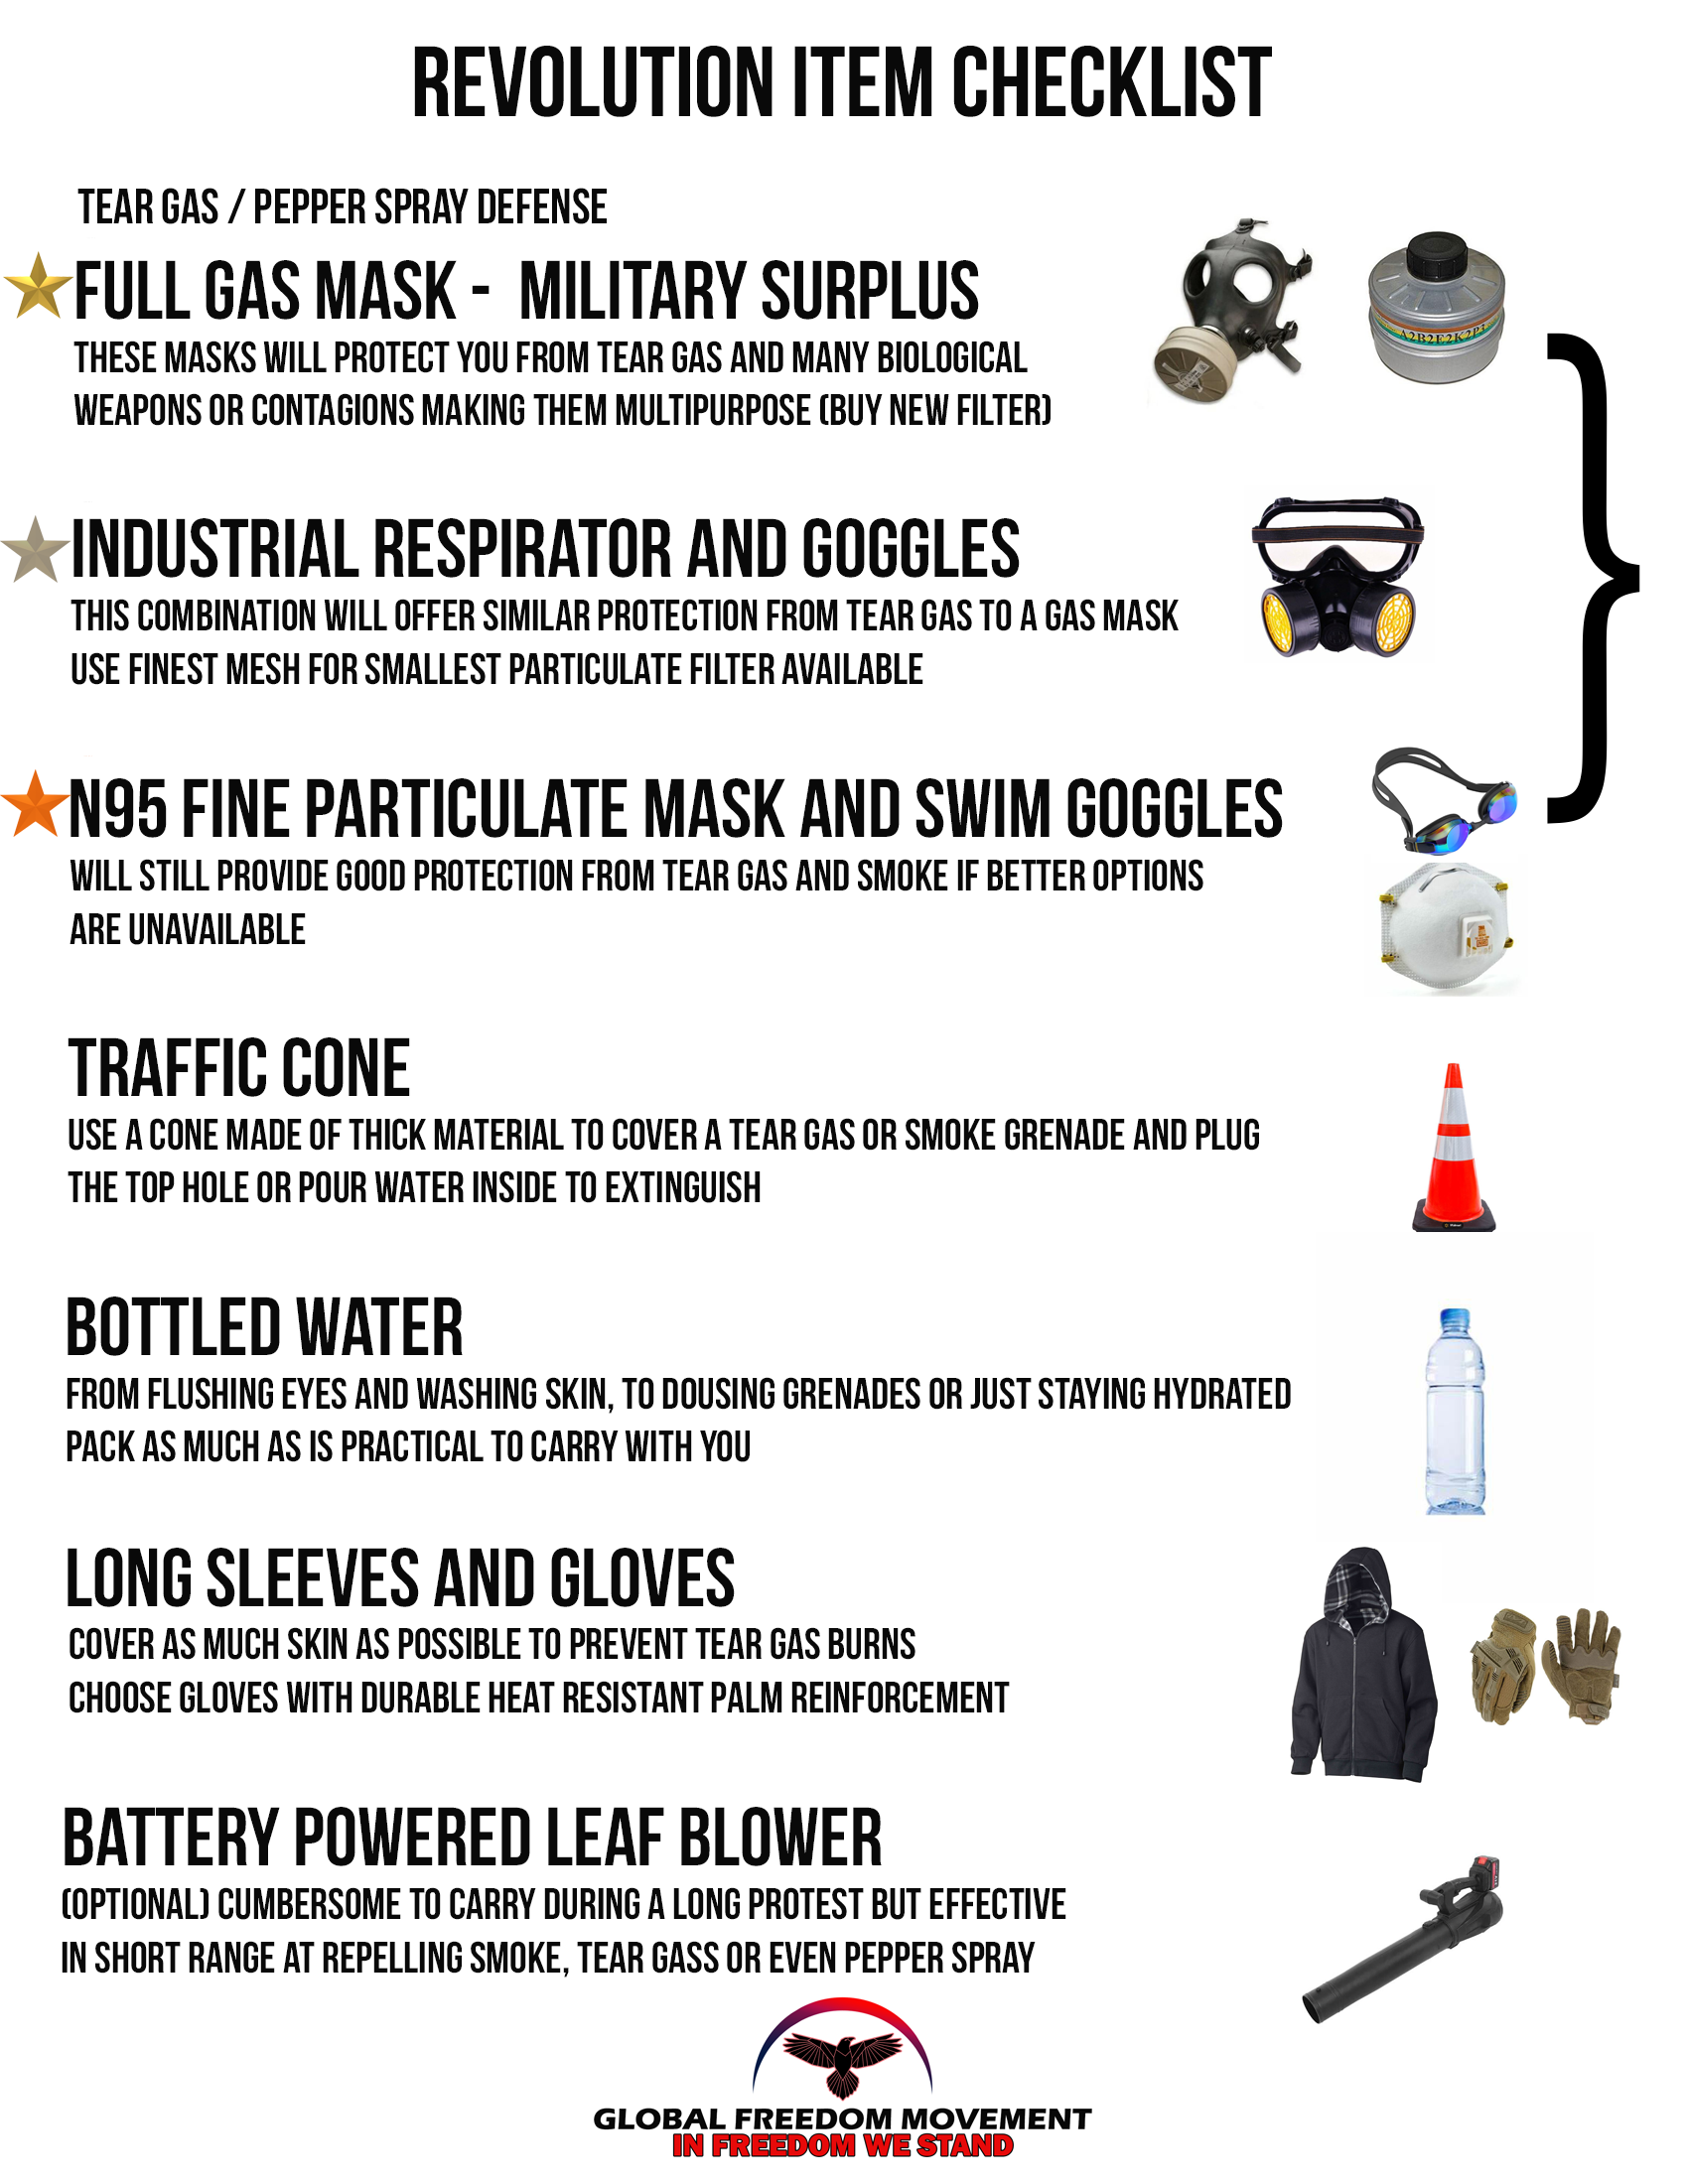 REVOLUTION ITEM CHECKLIST
TEAR GAS / PEPPER SPRAY DEFENSE
FULL GAS MASK - MILITARY SURPLUS
THESE MASKS WILL PROTECT YOU FROM TEAR GAS AND MANY BIOLOGICAL
WEAPONS OR CONTAGIONS MAKING THEM MULTIPURPOSE (BUY NEW FILTER)
A2B2E2K2P3
INDUSTRIAL RESPIRATOR AND GOGGLES
THIS COMBINATION WILL OFFER SIMILAR PROTECTION FROM TEAR GAS TO A GAS MASK
USE FINEST MESH FOR SMALLEST PARTICULATE FILTER AVAILABLE
N95 FINE PARTICULATE MASK AND SWIM GOGGLES
WILL STILL PROVIDE GOOD PROTECTION FROM TEAR GAS AND SMOKE IF BETTER OPTIONS
ARE UNAVAILABLE
TRAFFIC CONE
USE A CONE MADE OF THICK MATERIAL TO COVER A TEAR GAS OR SMOKE GRENADE AND PLUG
THE TOP HOLE OR POUR WATER INSIDE TO EXTINGUISH
BOTTLED WATER
FROM FLUSHING EYES AND WASHING SKIN, TO DOUSING GRENADES OR JUST STAYING HYDRATED
PACK AS MUCH AS IS PRACTICAL TO CARRY WITH YOU
LONG SLEEVES AND GLOVES
COVER AS MUCH SKIN AS POSSIBLE TO PREVENT TEAR GAS BURNS
CHOOSE GLOVES WITH DURABLE HEAT RESISTANT PALM REINFORCEMENT
BATTERY POWERED LEAF BLOWER
(OPTIONAL) CUMBERSOME TO CARRY DURING A LONG PROTEST BUT EFFECTIVE
IN SHORT RANGE AT REPELLING SMOKE, TEAR GASS OR EVEN PEPPER SPRAY
GLOBAL FREEDOM MOVEMENT
IN FREEDOM WE STAND